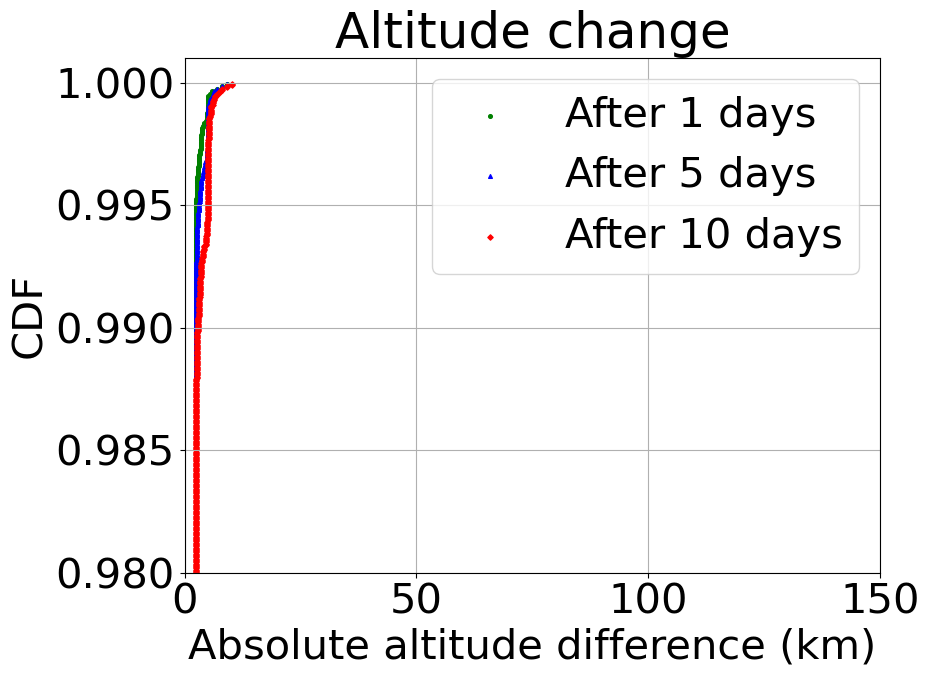 Altitude change
1.000
0.995
0.990
0.985
0.980
CDF
After 1 days
After 5 days
After 10 days
0
50
100
150
Absolute altitude difference (km)